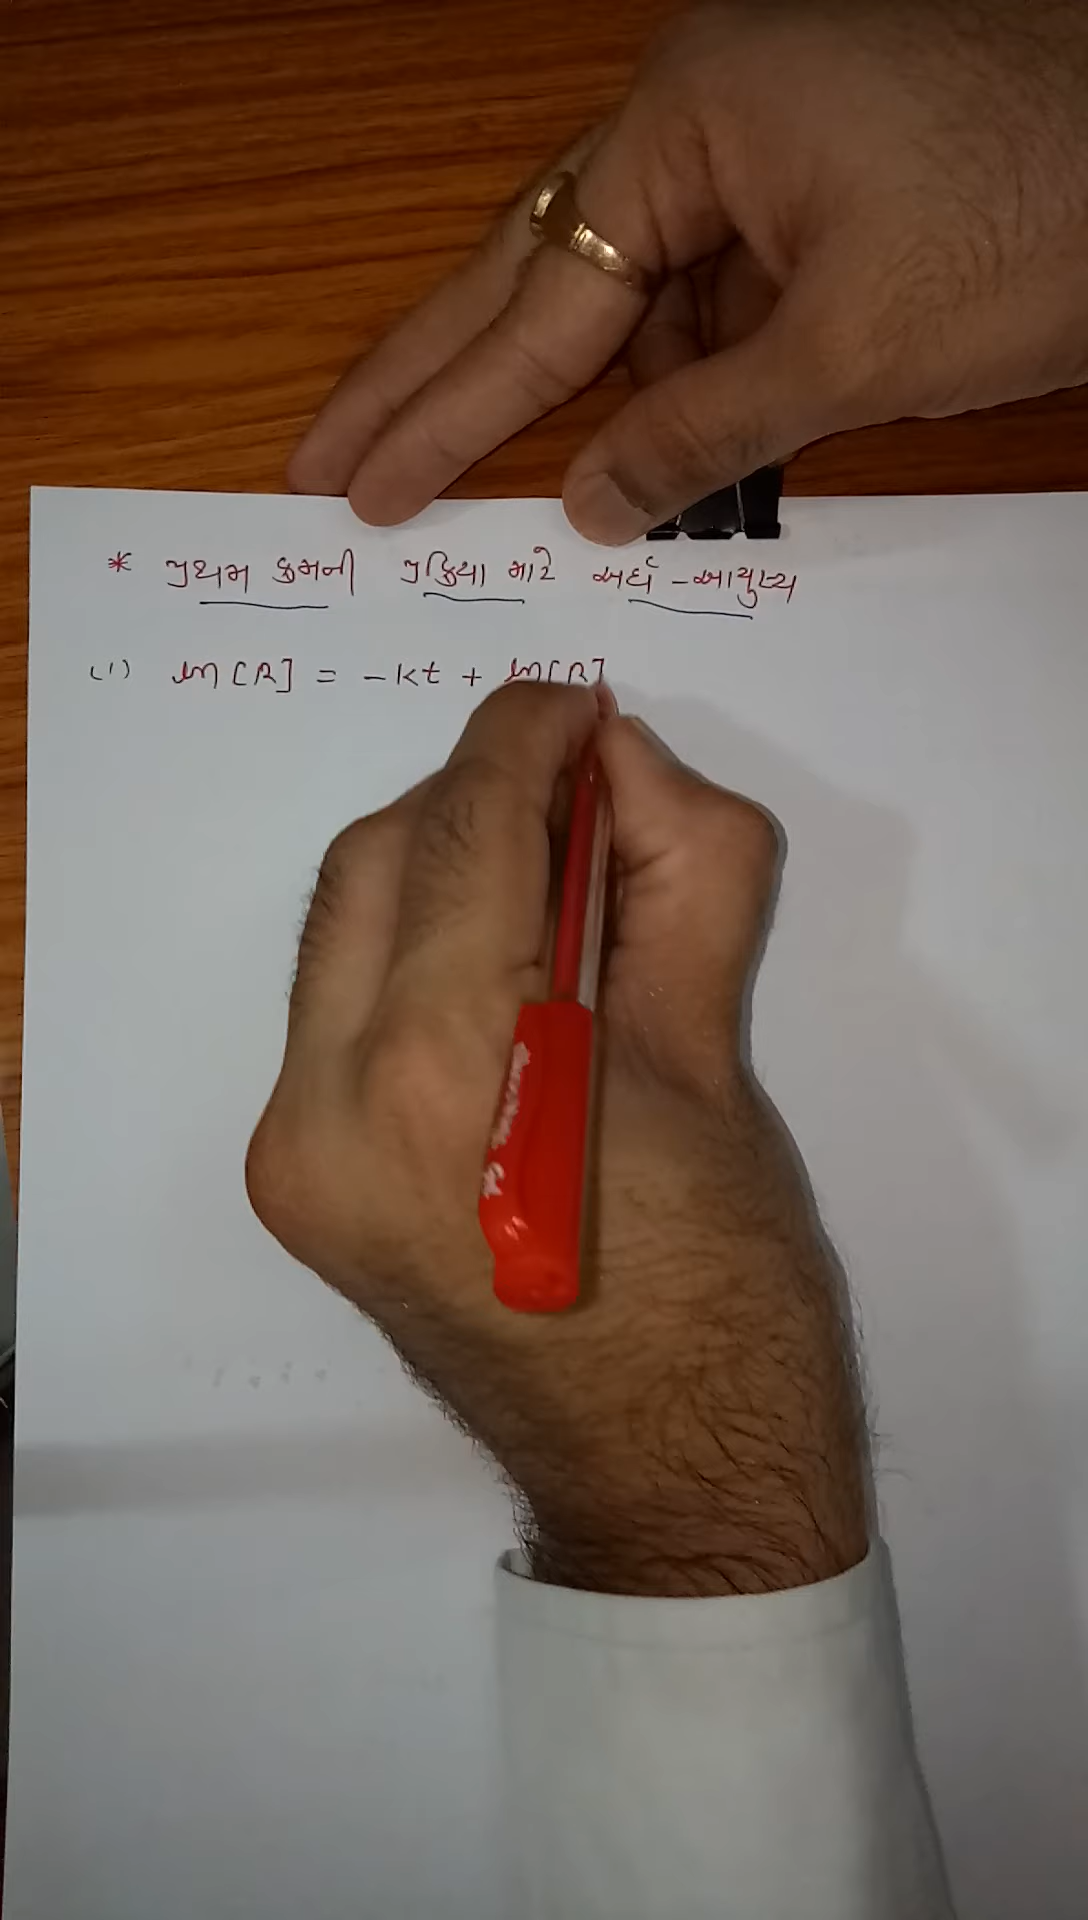 * પ્રથમ ક્રમની પ્રક્રિયા માટે અર્ધ - આયુષ્ય
(1) ln [R] = -kt + ln[R]